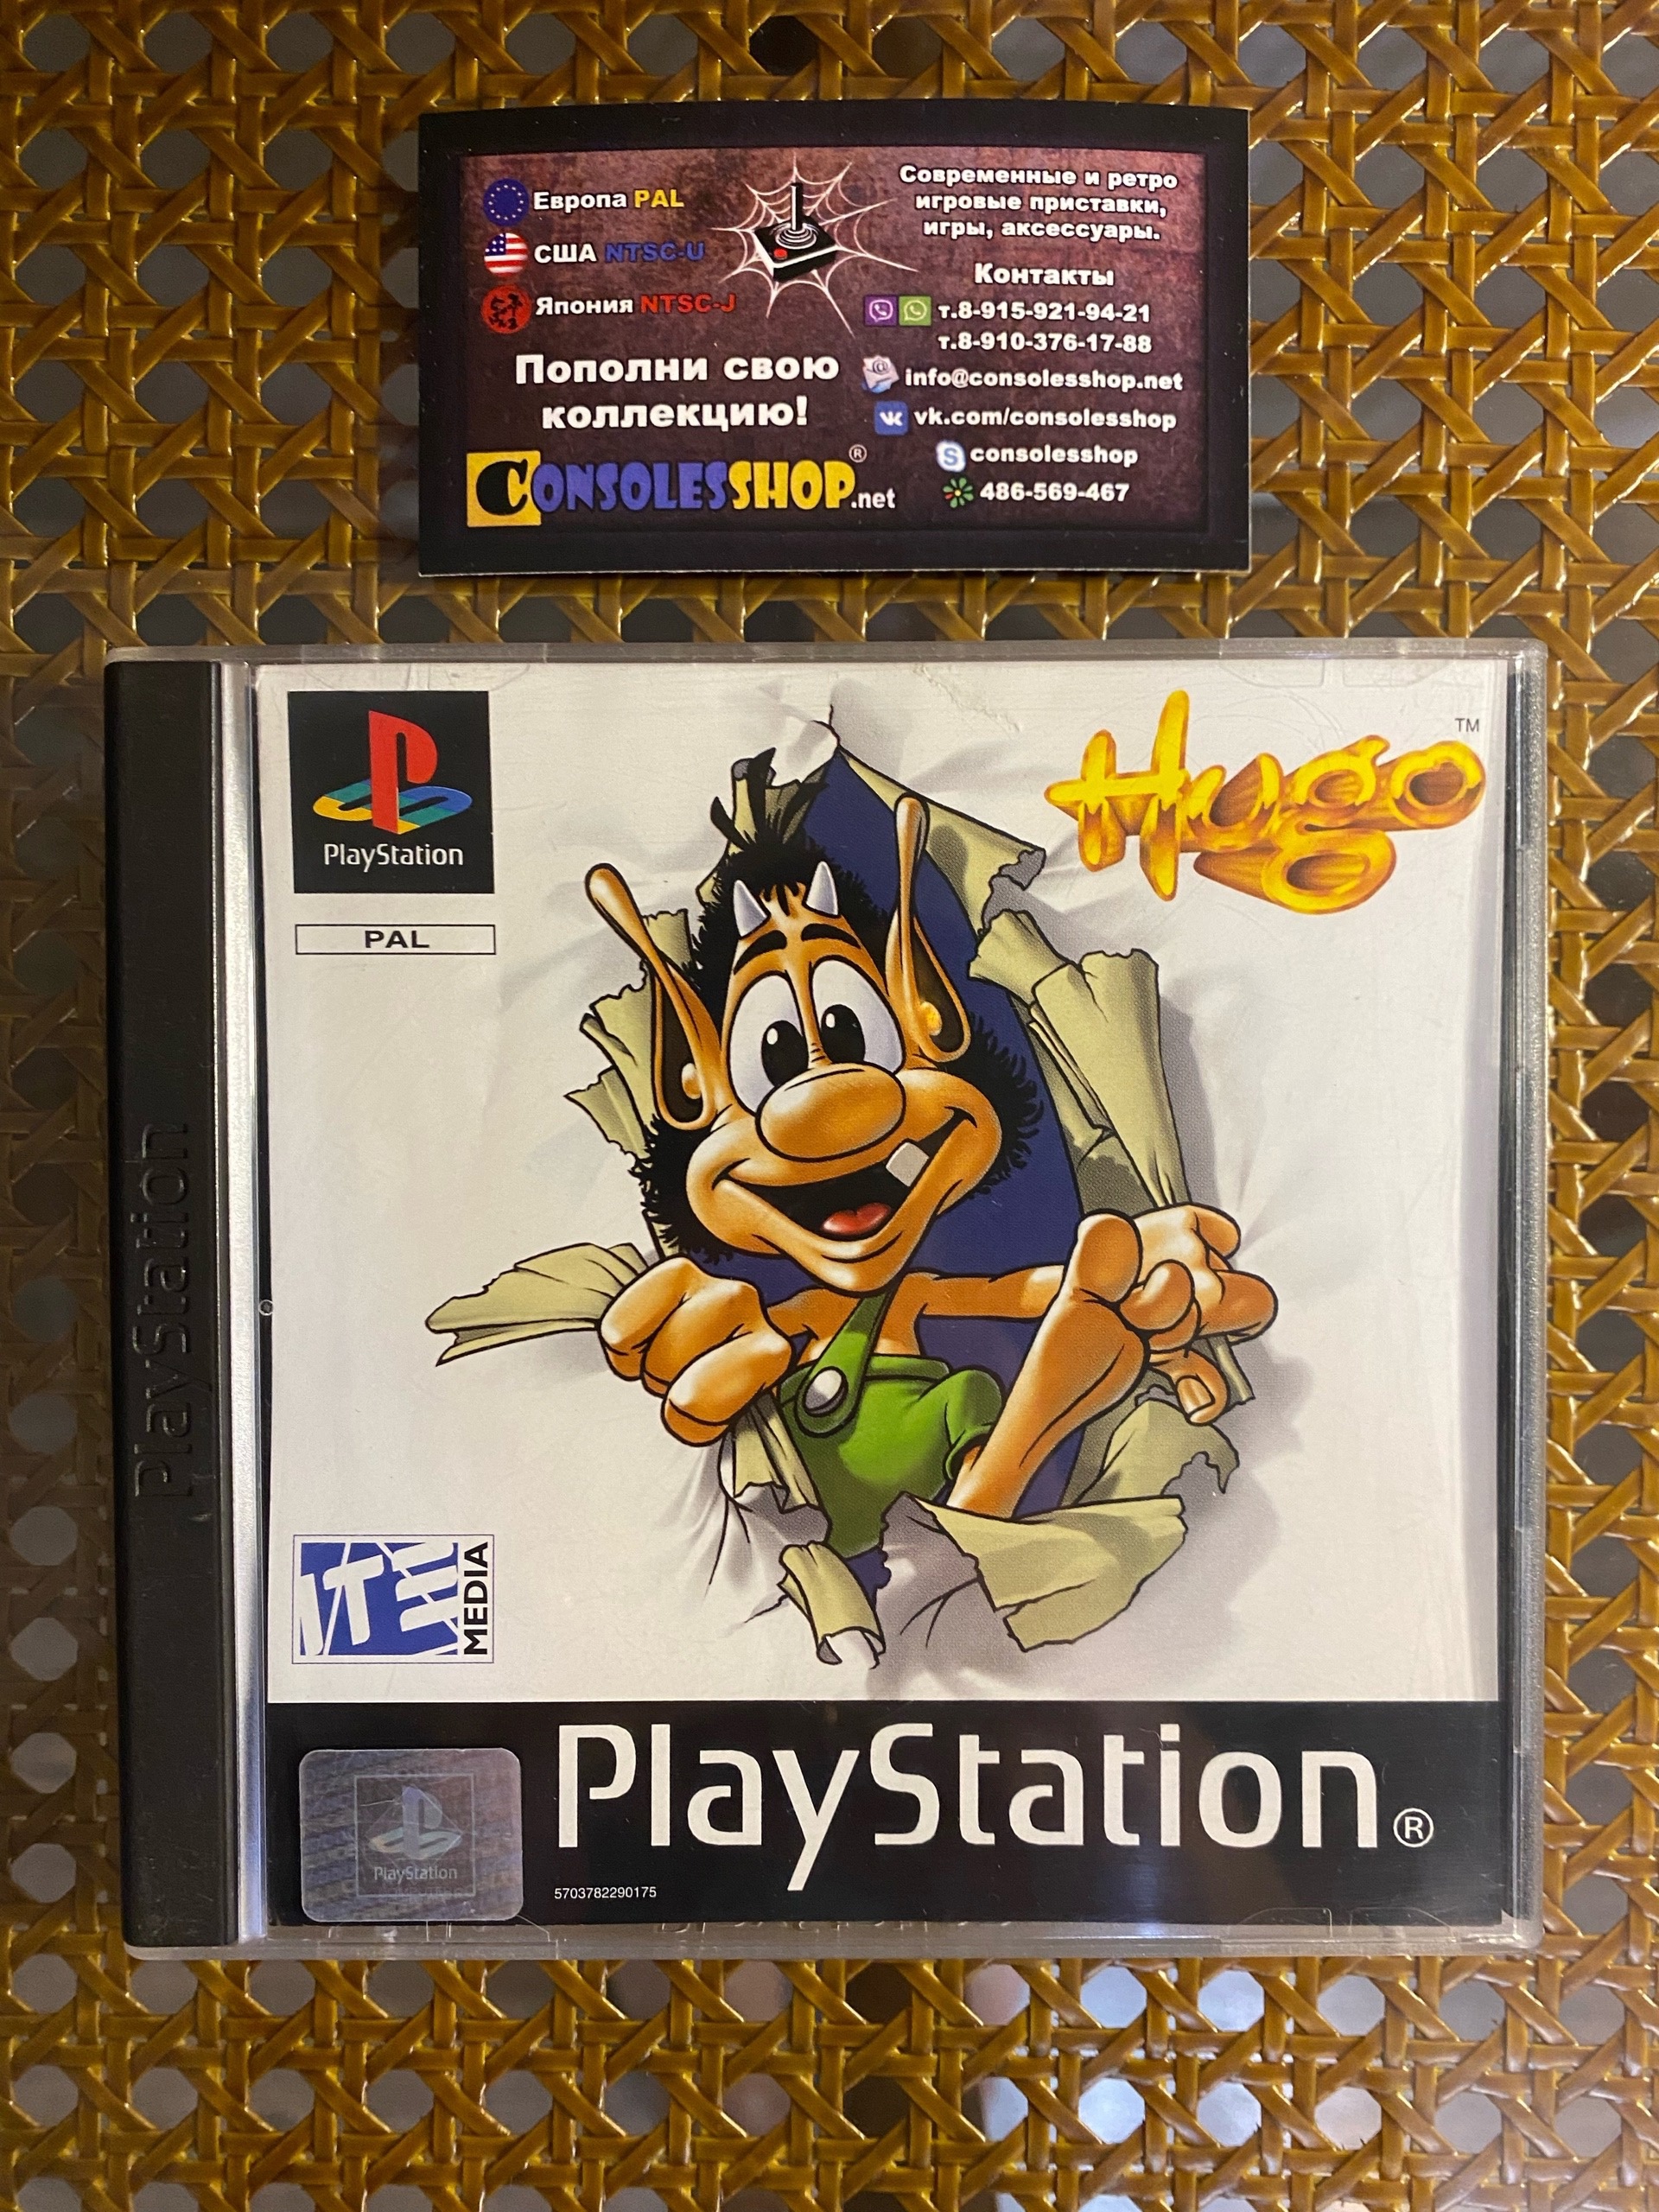 Европа PAL
США NTSC-U
Япония NTSC-J
Пополни свою
коллекцию!
CONSOLESSHOP.net
®
Современные и ретро
игровые приставки,
игры, аксессуары.
Контакты
т.8-915-921-94-21
т.8-910-376-17-88
info@consolesshop.net
vk.com/consolesshop
consolesshop
486-569-467
PlayStation
PlayStation
PAL
Hugo
TM
ITE
MEDIA
PlayStation
PlayStation®
5703782290175